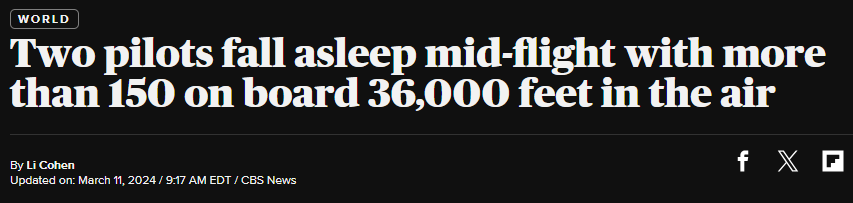 WORLD
Two pilots fall asleep mid-flight with more
than 150 on board 36,000 feet in the air
By Li Cohen
Updated on: March 11, 2024 / 9:17 AM EDT / CBS News